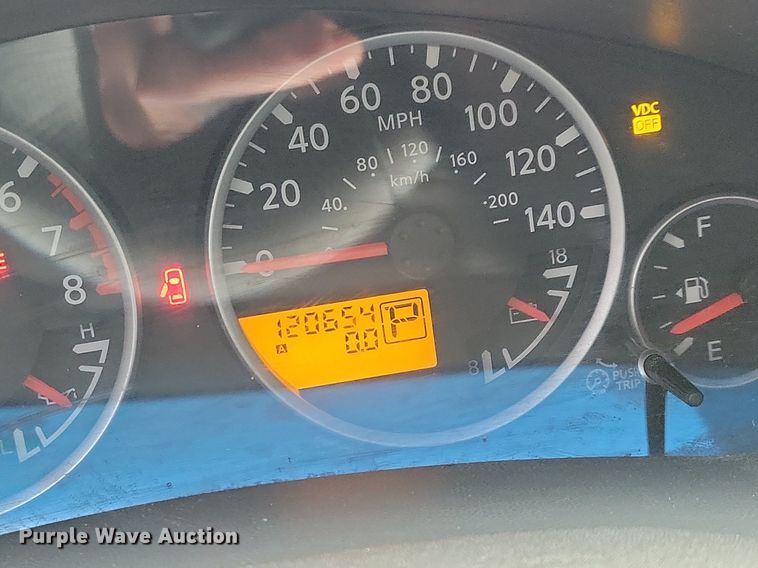 60 80
40 MPH 100
80 120 160
20 km/h 120
40 200
0 140
120654 P
A 0.0
18
8
6
7
8
H
L
VDC
OFF
F
E
PUSH
TRIP
Purple Wave Auction